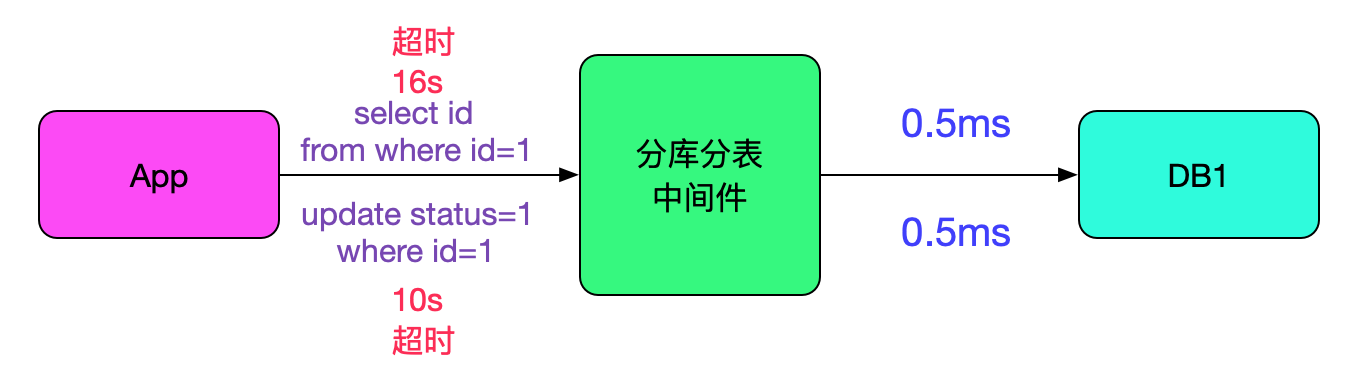 超时
16s
select id
from where id=1
App
update status=1
where id=1
10s
超时
分库分表
中间件
0.5ms
0.5ms
DB1